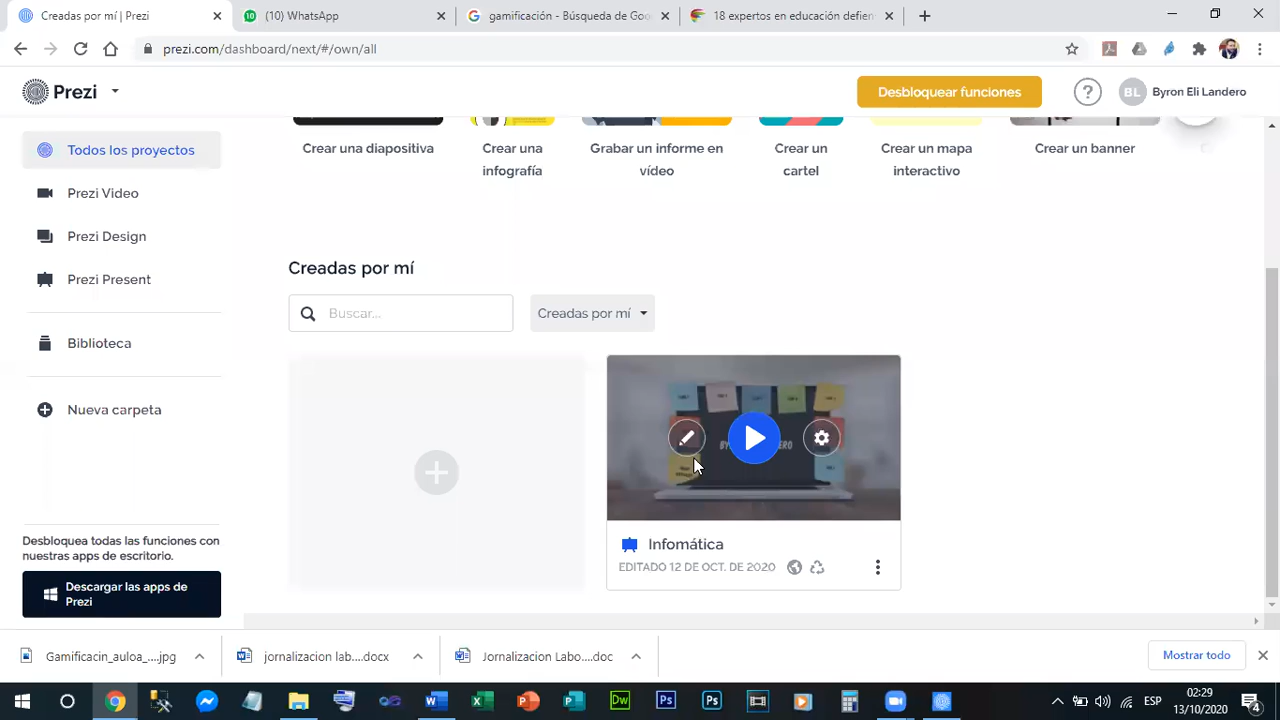 Creadas por mí | Prezi
(10) WhatsApp
gamificación - Búsqueda de Goo
18 expertos en educación defien
prezi.com/dashboard/next/#/own/all
Prezi
Desbloquear funciones
?
BL
Byron Eli Landero
Todos los proyectos
Prezi Video
Prezi Design
Prezi Present
Biblioteca
Nueva carpeta
Crear una diapositiva
Crear una
infografía
Grabar un informe en
vídeo
Crear un
cartel
Crear un mapa
interactivo
Crear un banner
Creadas por mí
Buscar...
Creadas por mí
Infomática
EDITADO 12 DE OCT. DE 2020
Desbloquea todas las funciones con
nuestras apps de escritorio.
Descargar las apps de
Prezi
Gamificacin_auloa_....jpg
jornalizacion lab....docx
Jornalizacion Labo....doc
Mostrar todo
Dw
Ps
Ps
ESP
02:29
13/10/2020
4